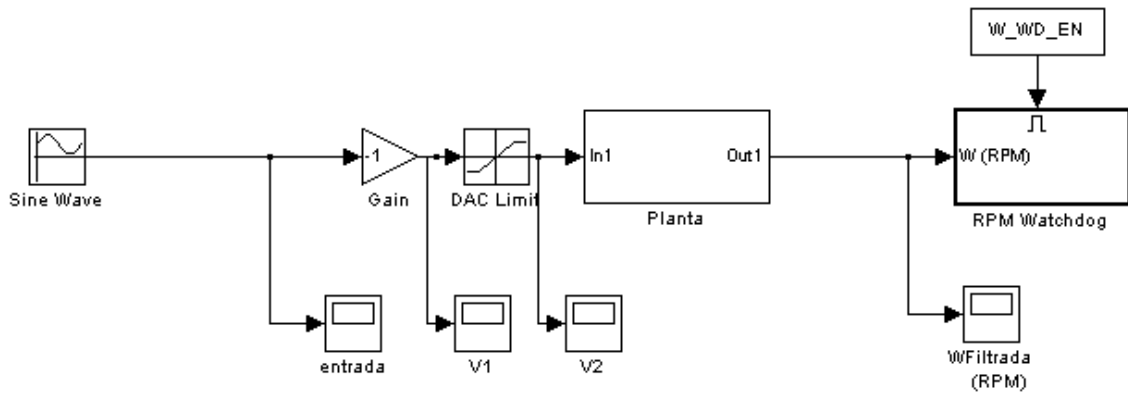 W_WD_EN
Sine Wave
-1
Gain
DAC Limit
In1
Out1
Planta
W (RPM)
RPM Watchdog
entrada
V1
V2
WFiltrada
(RPM)